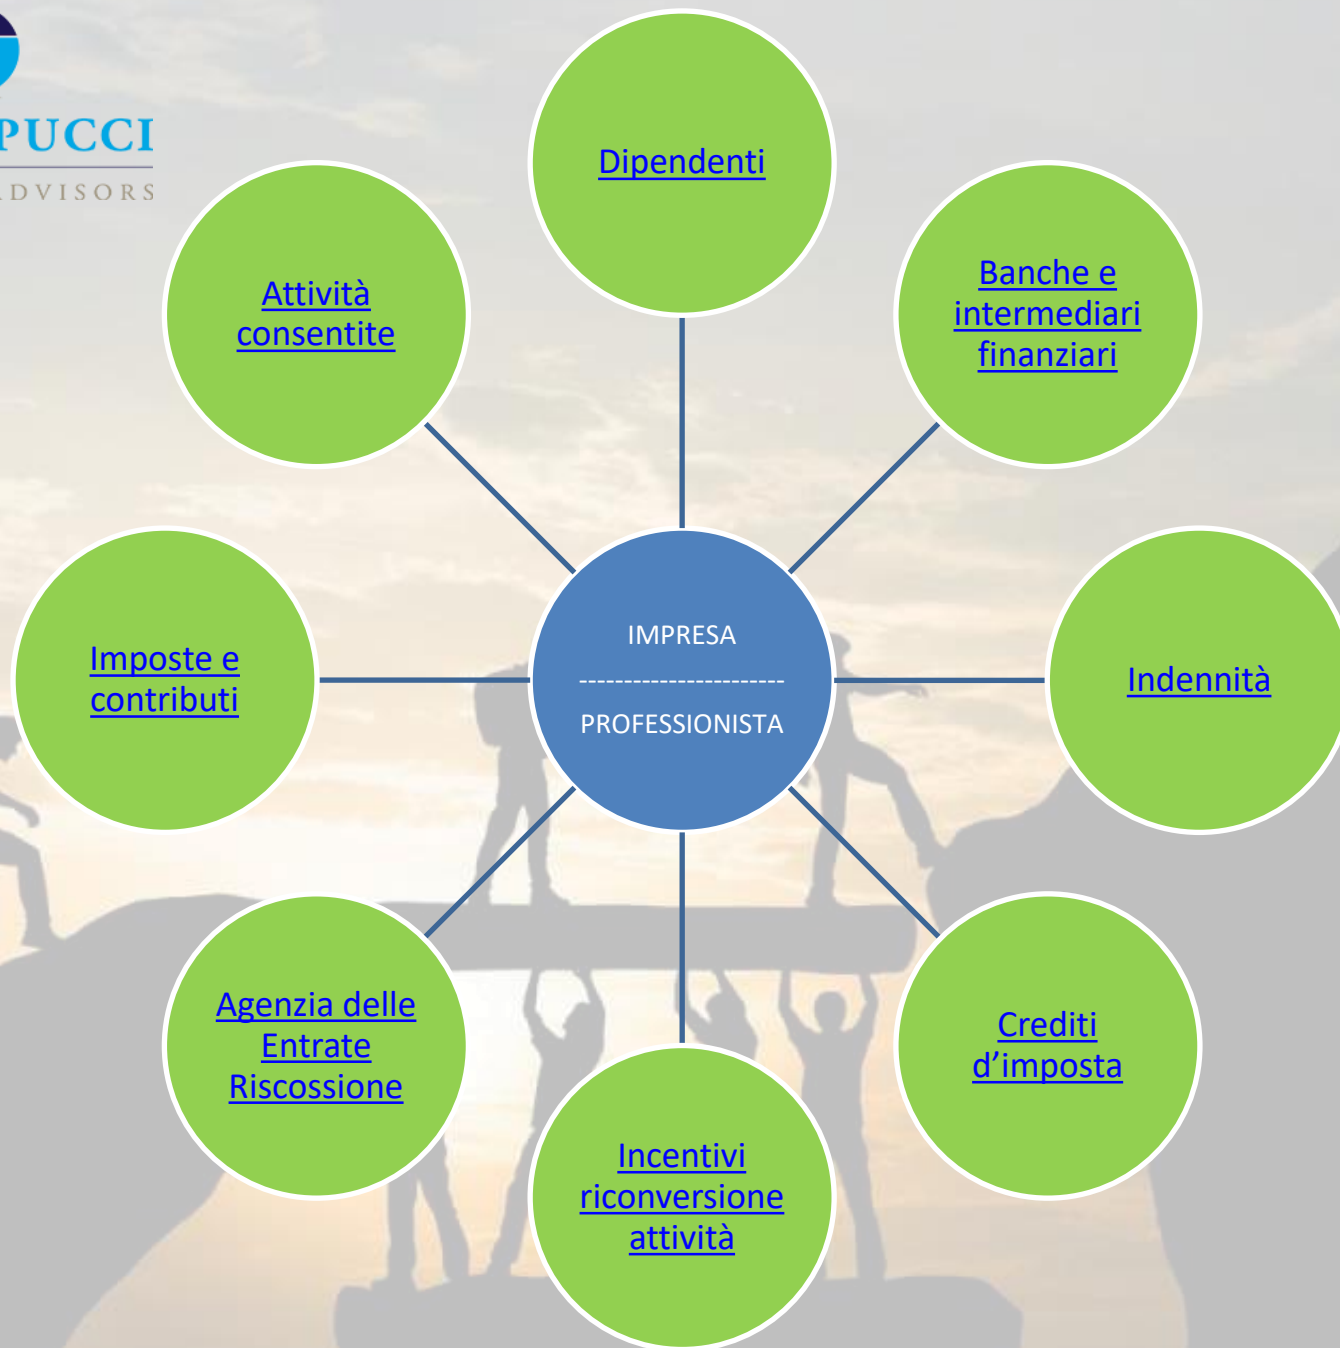 PUCCI
ADVISORS
Dipendenti
Banche e
intermediari
finanziari
Indennità
Crediti
d’imposta
Incentivi
riconversione
attività
Agenzia delle
Entrate
Riscossione
Imposte e
contributi
Attività
consentite
IMPRESA
-----------------------
PROFESSIONISTA